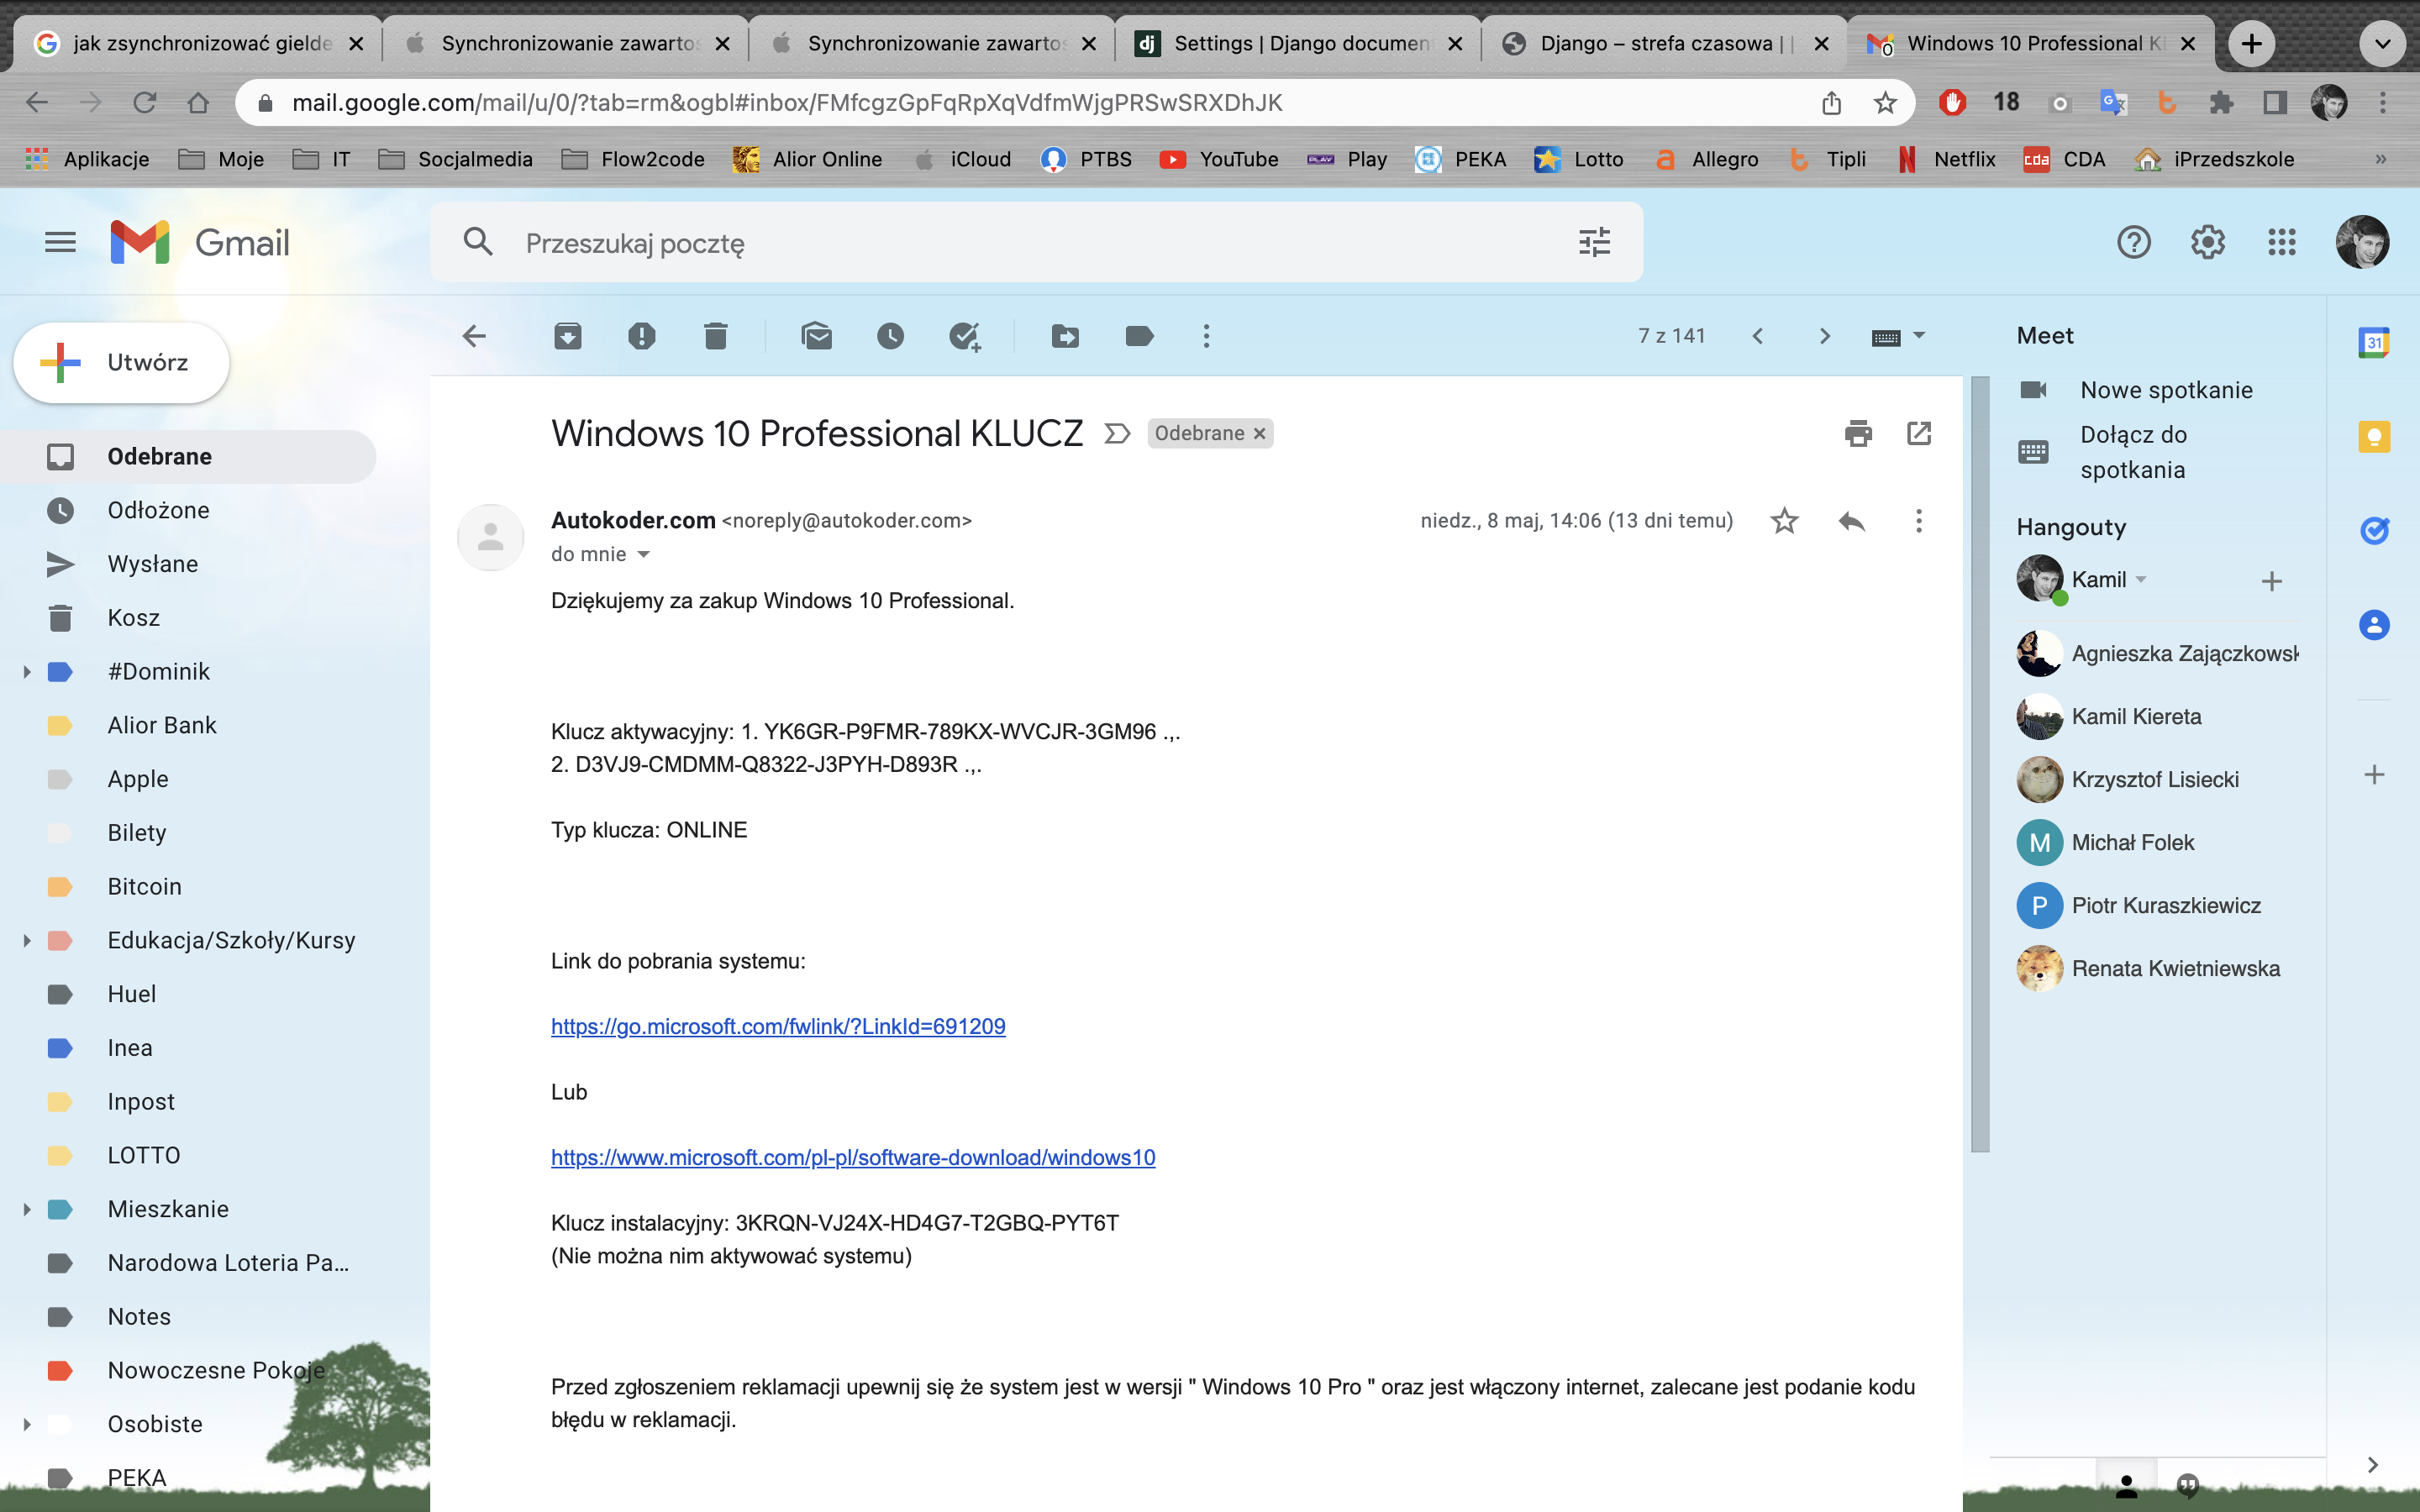 jak zsynchronizować giełde
Synchronizowanie zawartoś
Synchronizowanie zawartoś
Settings | Django document
Django – strefa czasowa |
Windows 10 Professional K
mail.google.com/mail/u/0/?tab=rm&ogbl#inbox/FMfcgzGpFqRpXqVdfmWjgPRSwSRXDhJK
18
Aplikacje
Moje
IT
Socjalmedia
Flow2code
Alior Online
iCloud
PTBS
YouTube
Play
PEKA
Lotto
Allegro
Tipli
Netflix
CDA
iPrzedszkole
»
Gmail
Przeszukaj pocztę
Utwórz
Odebrane
Odłożone
Wysłane
Kosz
#Dominik
Alior Bank
Apple
Bilety
Bitcoin
Edukacja/Szkoły/Kursy
Huel
Inea
Inpost
LOTTO
Mieszkanie
Narodowa Loteria Pa...
Notes
Nowoczesne Pokoje
Osobiste
PEKA
7 z 141
Windows 10 Professional KLUCZ
Odebrane
Autokoder.com <noreply@autokoder.com>
niedz., 8 maj, 14:06 (13 dni temu)
do mnie
Dziękujemy za zakup Windows 10 Professional.
Klucz aktywacyjny: 1. YK6GR-P9FMR-789KX-WVCJR-3GM96 .,.
2. D3VJ9-CMDMM-Q8322-J3PYH-D893R .,.
Typ klucza: ONLINE
Link do pobrania systemu:
https://go.microsoft.com/fwlink/?LinkId=691209
Lub
https://www.microsoft.com/pl-pl/software-download/windows10
Klucz instalacyjny: 3KRQN-VJ24X-HD4G7-T2GBQ-PYT6T
(Nie można nim aktywować systemu)
Przed zgłoszeniem reklamacji upewnij się że system jest w wersji " Windows 10 Pro " oraz jest włączony internet, zalecane jest podanie kodu
błędu w reklamacji.
Meet
Nowe spotkanie
Dołącz do
spotkania
Hangouty
Kamil
Agnieszka Zajączkowsk
Kamil Kiereta
Krzysztof Lisiecki
M
Michał Folek
P
Piotr Kuraszkiewicz
Renata Kwietniewska
31